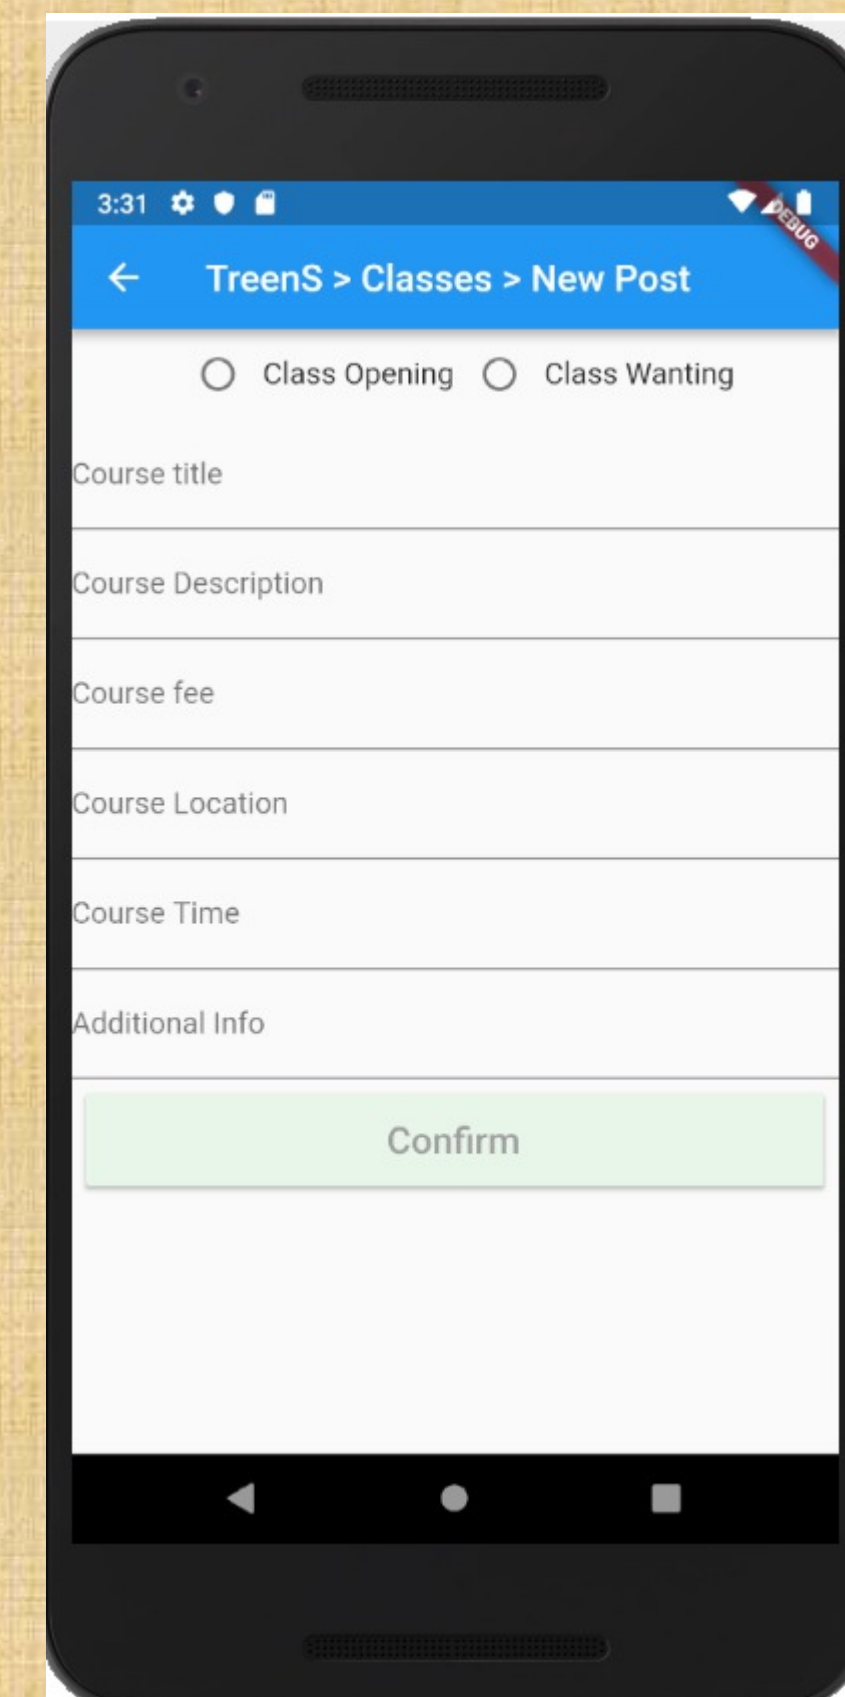 3:31
DEBUG
TreenS > Classes > New Post
Class Opening Class Wanting
Course title
Course Description
Course fee
Course Location
Course Time
Additional Info
Confirm